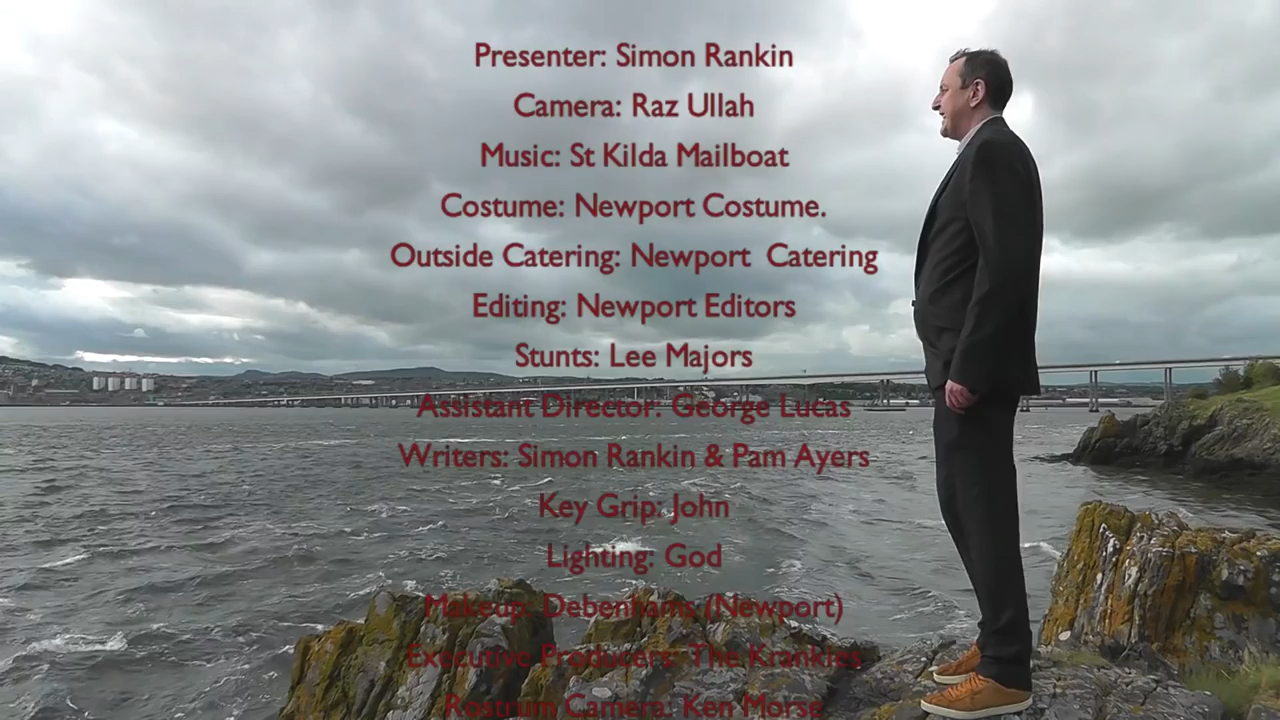 Presenter: Simon Rankin
Camera: Raz Ullah
Music: St Kilda Mailboat
Costume: Newport Costume.
Outside Catering: Newport  Catering
Editing: Newport Editors
Stunts: Lee Majors
Assistant Director: George Lucas
Writers: Simon Rankin & Pam Ayers
Key Grip: John
Lighting: God
Makeup: Debenhams (Newport)
Executive Producers: The Krankies
Rostrum Camera: Ken Morse